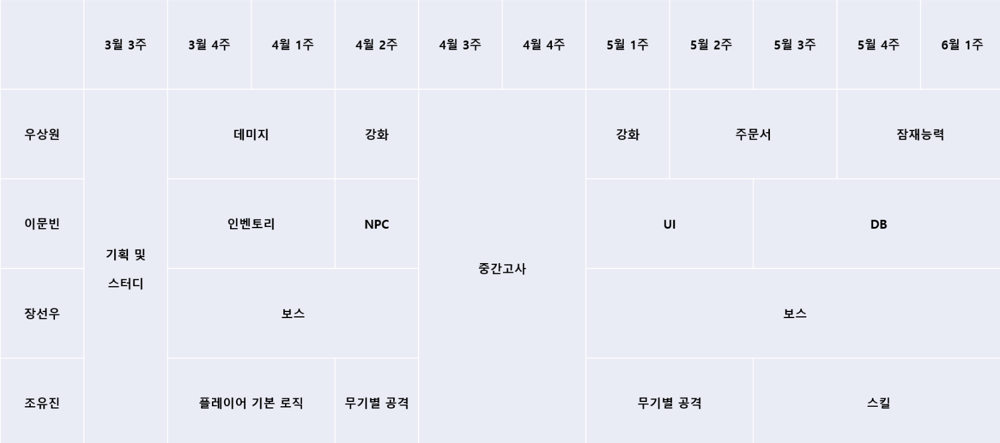 3월 3주
3월 4주
4월 1주
4월 2주
4월 3주
4월 4주
5월 1주
5월 2주
5월 3주
5월 4주
6월 1주
우상원
데미지
강화
강화
주문서
잠재능력
이문빈
인벤토리
NPC
UI
DB
기획 및
스터디
중간고사
장선우
보스
보스
조유진
플레이어 기본 로직
무기별 공격
무기별 공격
스킬